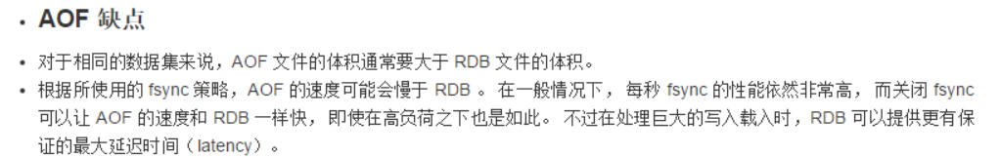 AOF 缺点
对于相同的数据集来说，AOF 文件的体积通常要大于 RDB 文件的体积。
根据所使用的 fsync 策略，AOF 的速度可能会慢于 RDB 。 在一般情况下， 每秒 fsync 的性能依然非常高， 而关闭 fsync
可以让 AOF 的速度和 RDB 一样快， 即使在高负荷之下也是如此。 不过在处理巨大的写入载入时，RDB 可以提供更有保
证的最大延迟时间（latency）。